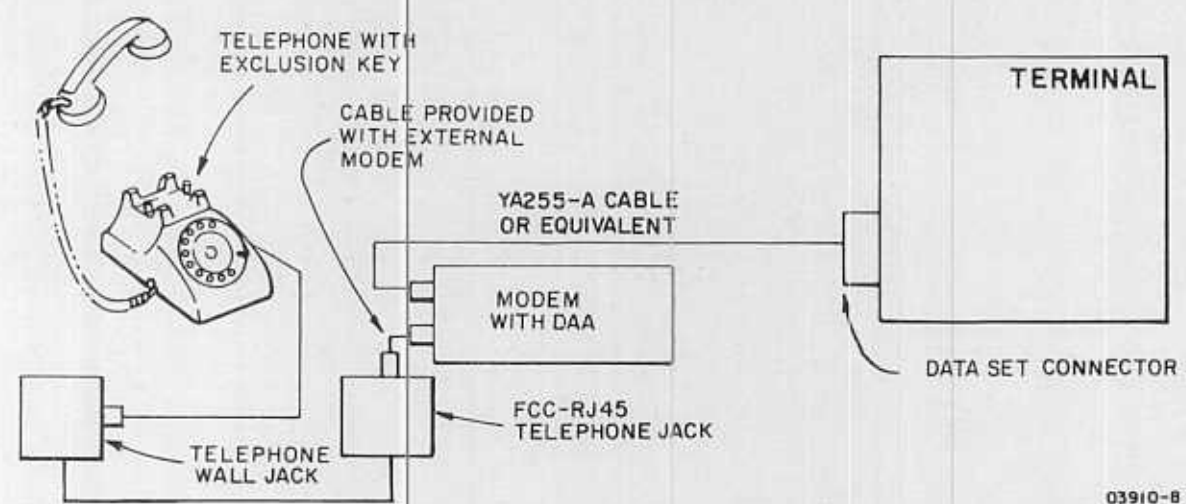 TELEPHONE WITH
EXCLUSION KEY
CABLE PROVIDED
WITH EXTERNAL
MODEM
TERMINAL
YA255-A CABLE
OR EQUIVALENT
MODEM
WITH DAA
DATA SET CONNECTOR
FCC-RJ45
TELEPHONE JACK
TELEPHONE
WALL JACK
03910-8